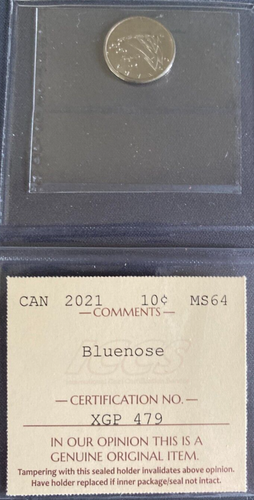 CAN 2021 10¢ MS64
COMMENTS
Bluenose
ICCS
CERTIFICATION NO.
XGP 479
IN OUR OPINION THIS IS A
GENUINE ORIGINAL ITEM.
Tampering with this sealed holder invalidates above opinion.
Have holder replaced if inner package/seal not intact.